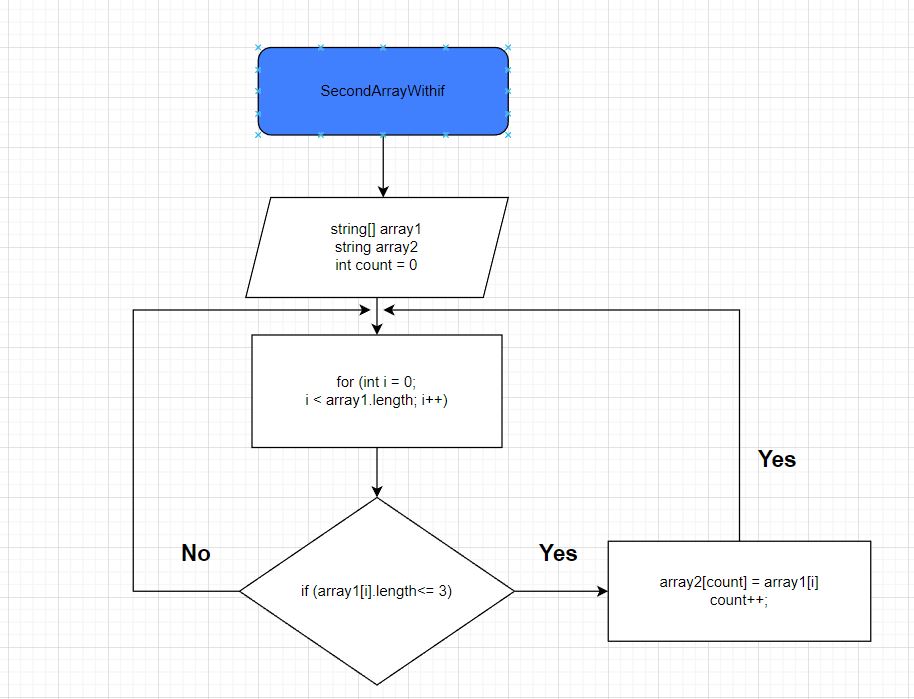 SecondArrayWithif
string[] array1
string array2
int count = 0
for (int i = 0;
i < array1.length; i++)
Yes
No
Yes
if (array1[i].length<= 3)
array2[count] = array1[i]
count++;